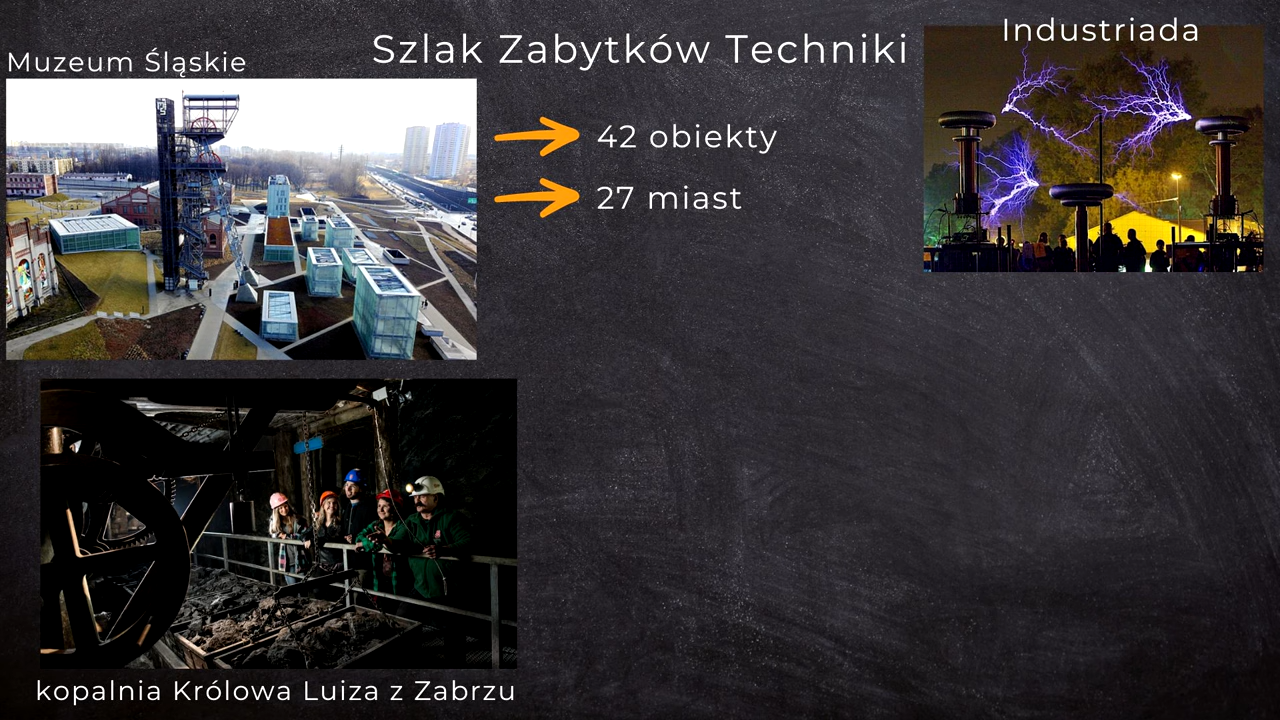 Szlak Zabytków Techniki
Muzeum Śląskie
42 obiekty
27 miast
Industriada
kopalnia Królowa Luiza z Zabrzu